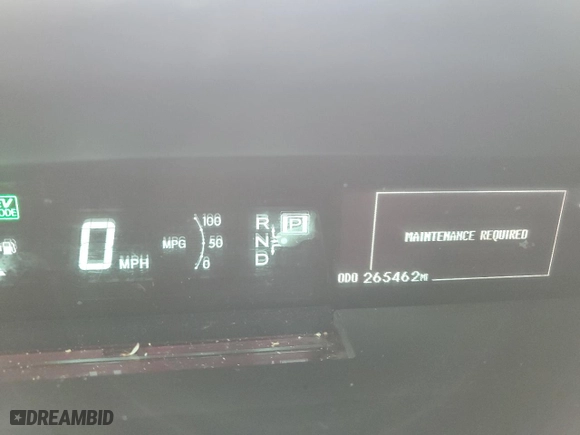 EV
MODE
0 MPH
MPG
100
50
0
R
N
D
P
MAINTENANCE REQUIRED
ODO 265462MI
DREAMBID